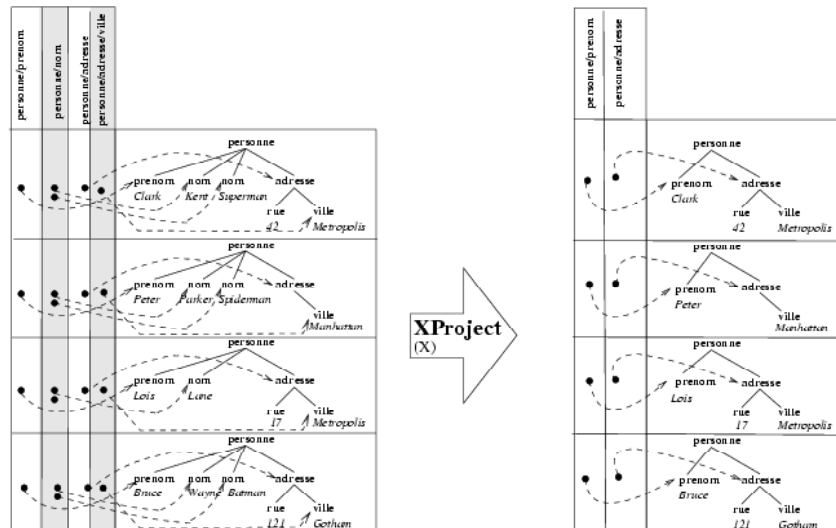 personne/prenom
personne/nom
personne/adresse
personne/adresse/ville
personne
prenom nom nom adresse
Clark Kent Superman
rue ville
42 Metropolis
personne
prenom nom nom adresse
Peter Parker Spiderman
ville
Manhattan
personne
prenom nom adresse
Lois Lane
rue ville
17 Metropolis
personne
prenom nom nom adresse
Bruce Wayne Batman
rue ville
121 Gotham
XProject
(X)
personne/prenom
personne/adresse
personne
prenom adresse
Clark
rue ville
42 Metropolis
personne
prenom adresse
Peter
ville
Manhattan
personne
prenom adresse
Lois
rue ville
17 Metropolis
personne
prenom adresse
Bruce
rue ville
121 Gotham